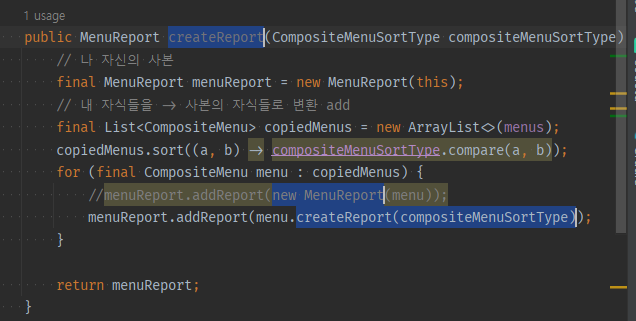 1 usage
public MenuReport createReport(CompositeMenuSortType compositeMenuSortType)
// 나 자신의 사본
final MenuReport menuReport = new MenuReport(this);
// 내 자식들을 -> 사본의 자식들로 변환 add
final List<CompositeMenu> copiedMenus = new ArrayList<>(menus);
copiedMenus.sort((a, b) -> compositeMenuSortType.compare(a, b));
for (final CompositeMenu menu : copiedMenus) {
//menuReport.addReport(new MenuReport(menu));
menuReport.addReport(menu.createReport(compositeMenuSortType));
}
return menuReport;
}